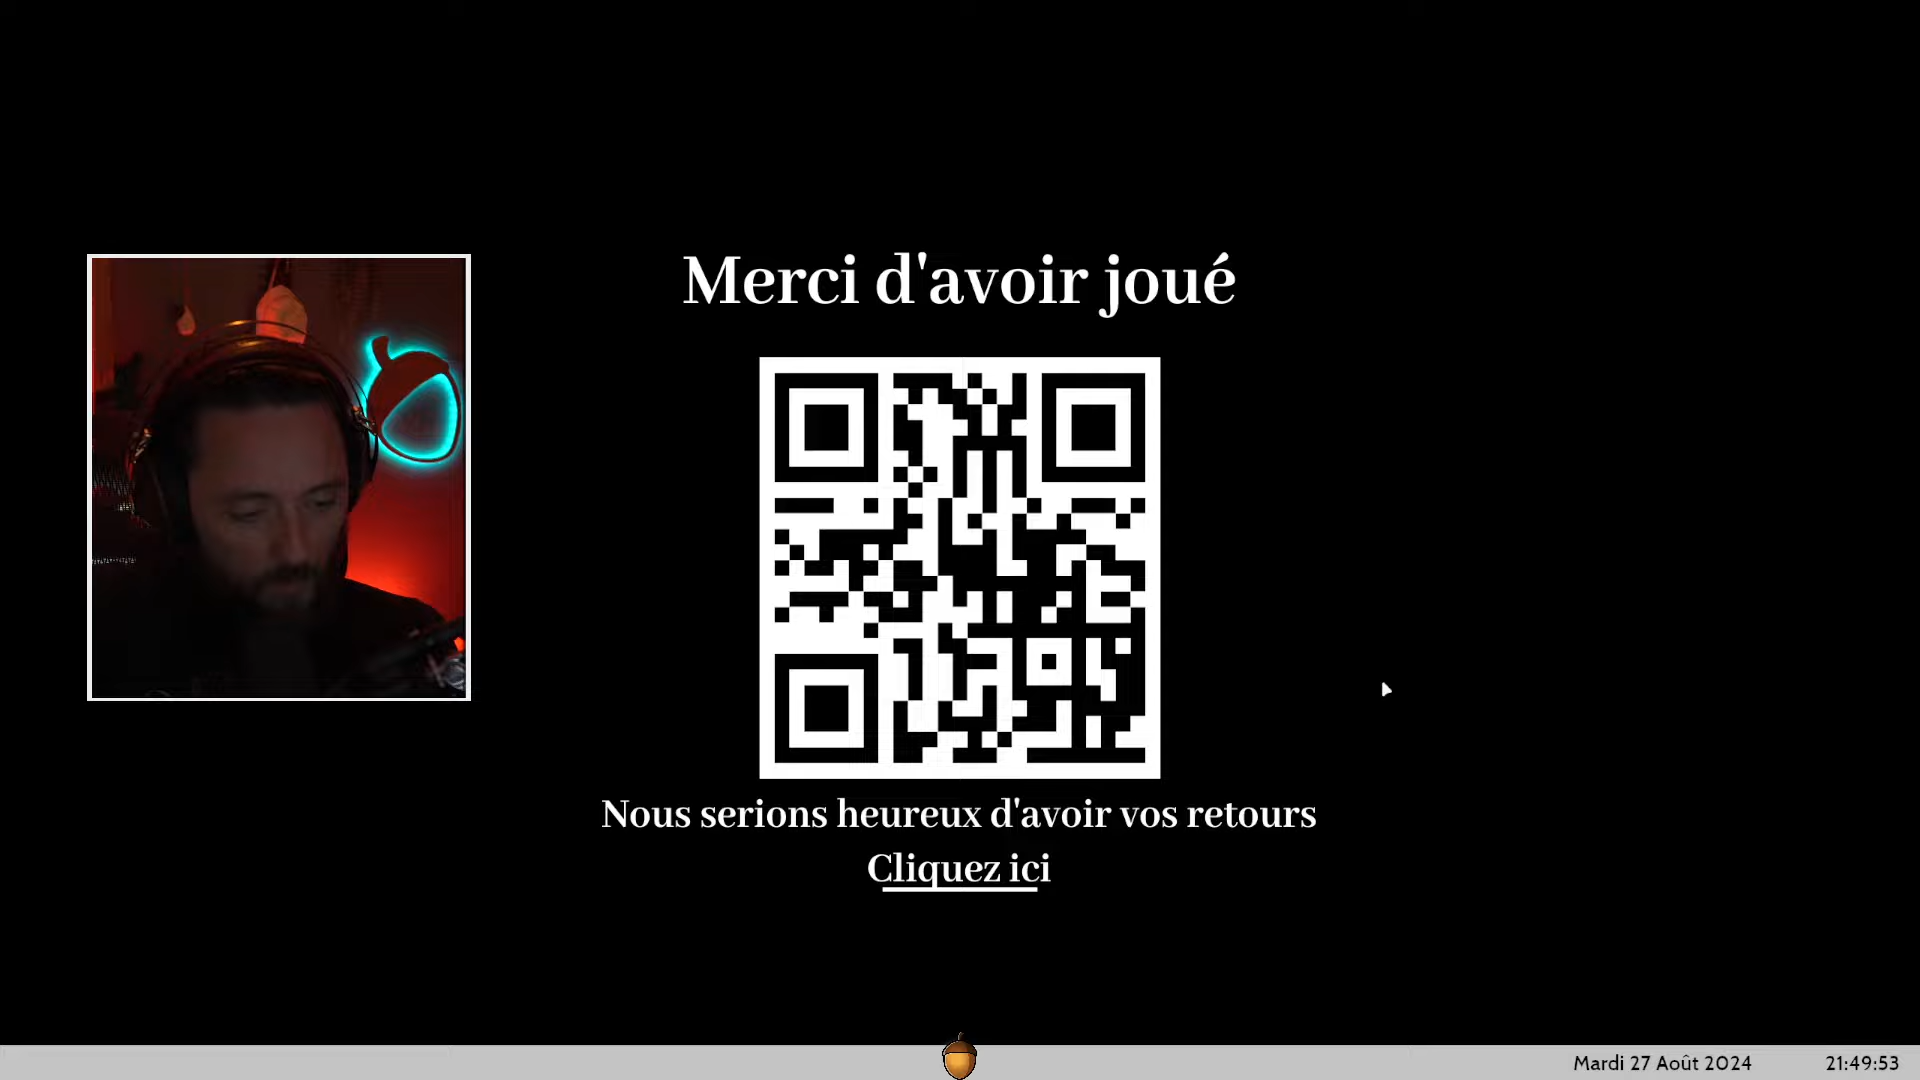 Merci d'avoir joué
Nous serions heureux d'avoir vos retours
Cliquez ici
Mardi 27 Août 2024
21:49:53